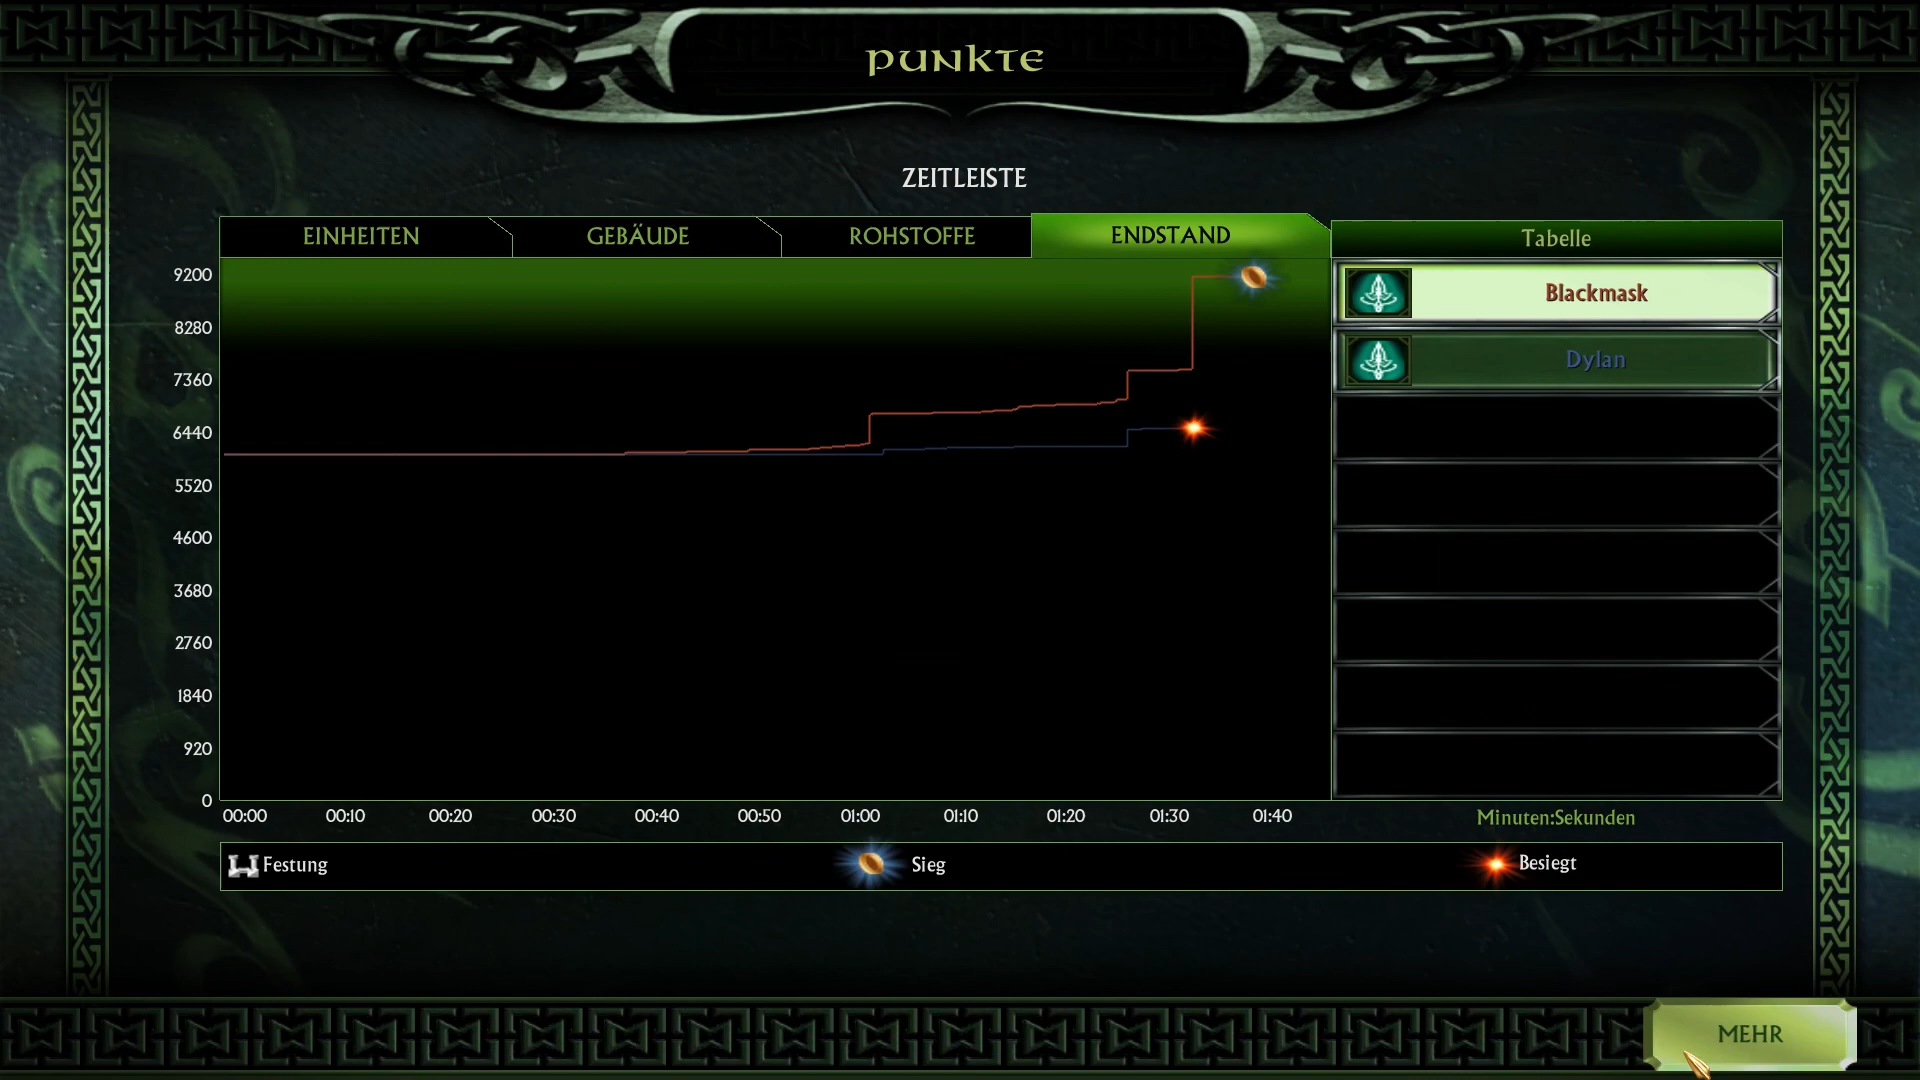 PUNKTE
ZEITLEISTE
EINHEITEN GEBÄUDE ROHSTOFFE ENDSTAND Tabelle
Blackmask
Dylan
9200
8280
7360
6440
5520
4600
3680
2760
1840
920
0
00:00 00:10 00:20 00:30 00:40 00:50 01:00 01:10 01:20 01:30 01:40 Minuten:Sekunden
Festung Sieg Besiegt
MEHR